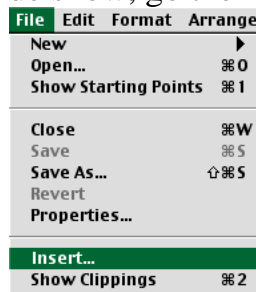 File Edit Format Arrange
New ▶
Open... ⌘O
Show Starting Points ⌘1
Close ⌘W
Save ⌘S
Save As... ⇧⌘S
Revert
Properties...
Insert...
Show Clippings ⌘2